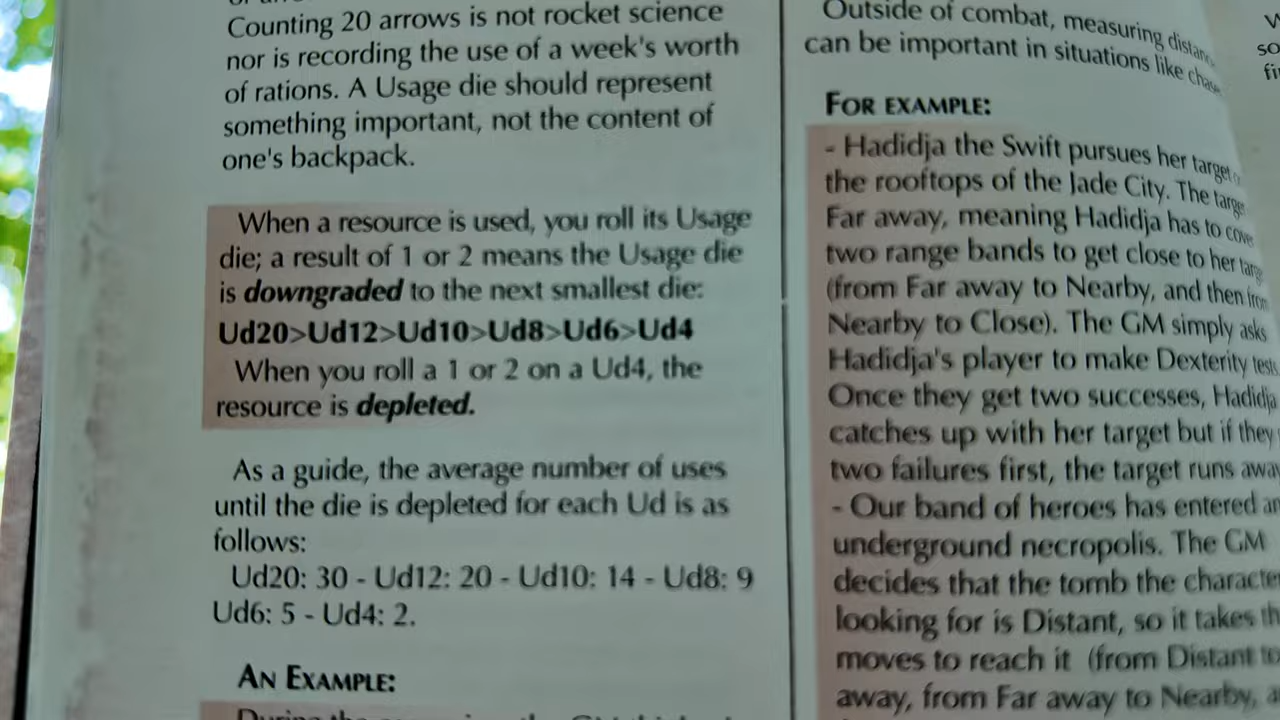 Counting 20 arrows is not rocket science
nor is recording the use of a week's worth
of rations. A Usage die should represent
something important, not the content of
one's backpack.
When a resource is used, you roll its Usage
die; a result of 1 or 2 means the Usage die
is downgraded to the next smallest die:
Ud20>Ud12>Ud10>Ud8>Ud6>Ud4
When you roll a 1 or 2 on a Ud4, the
resource is depleted.
As a guide, the average number of uses
until the die is depleted for each Ud is as
follows:
Ud20: 30 - Ud12: 20 - Ud10: 14 - Ud8: 9
Ud6: 5 - Ud4: 2.
AN EXAMPLE:
Outside of combat, measuring
can be important in situations like
FOR EXAMPLE:
- Hadidja the Swift pursues her target
the rooftops of the Jade City. The
Far away, meaning Hadidja has to
two range bands to get close to her
(from Far away to Nearby, and then from
Nearby to Close). The GM simply asks
Hadidja's player to make Dexterity tests
Once they get two successes, Hadidja
catches up with her target but if they
two failures first, the target runs
- Our band of heroes has entered
underground necropolis. The GM
decides that the tomb the
looking for is Distant, so it takes
moves to reach it (from Distant to
away, from Far away to Nearby,